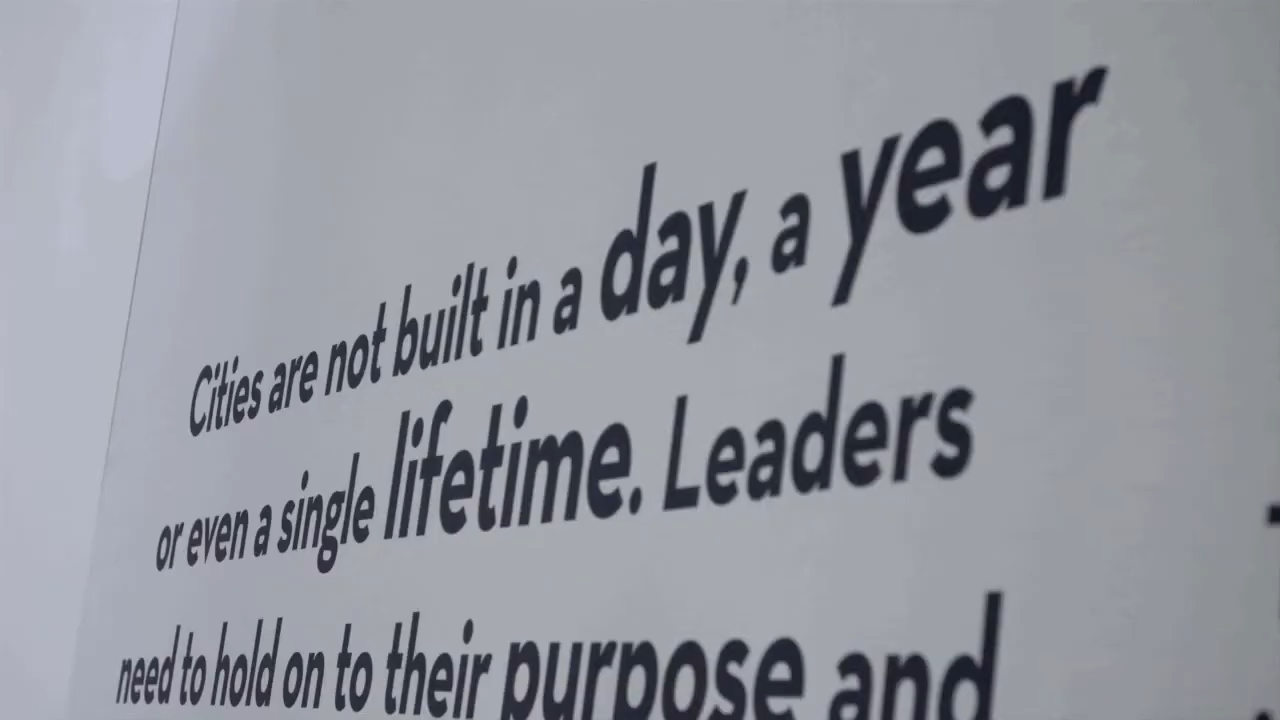 Cities are not built in a day, a year
or even a single lifetime. Leaders
need to hold on to their purpose and